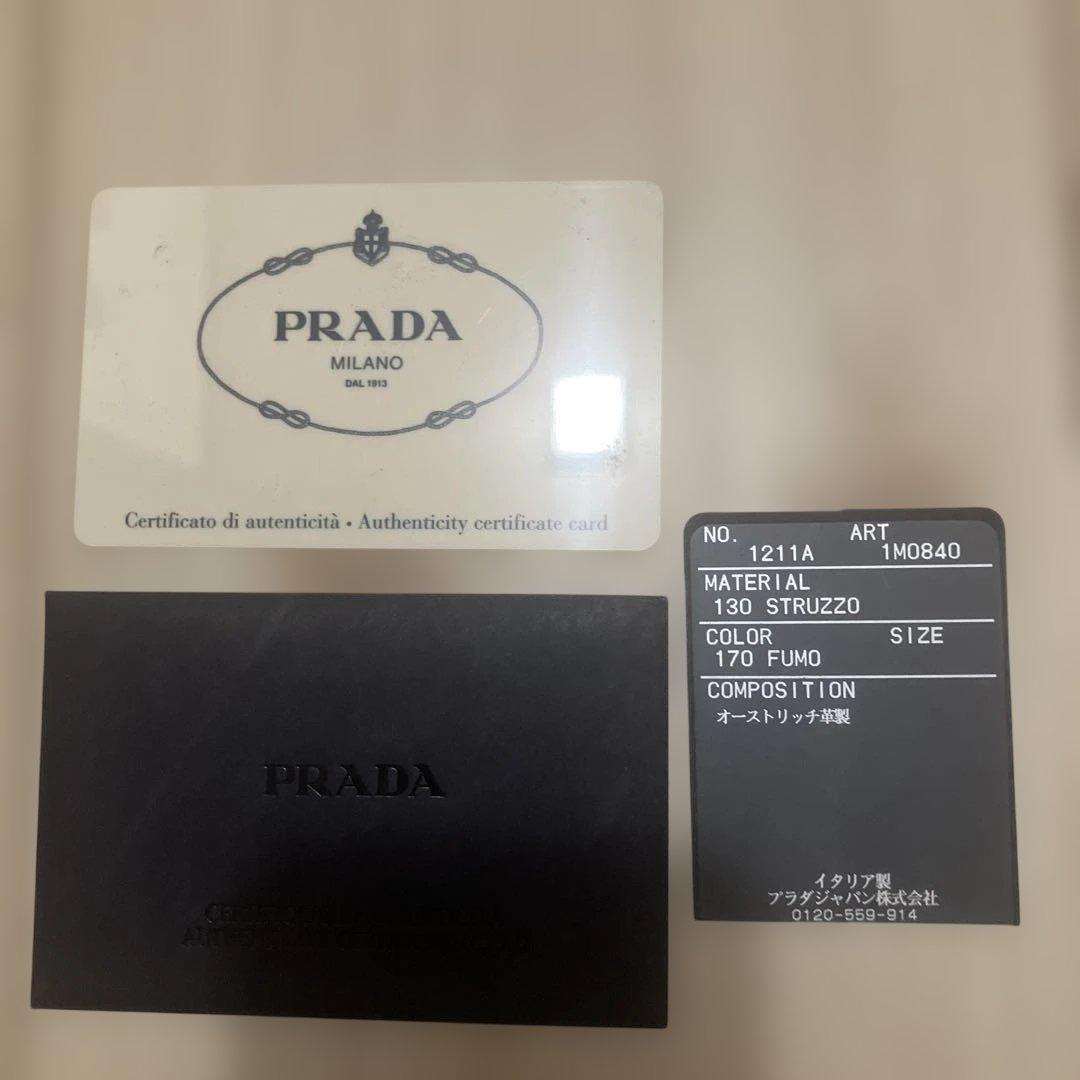 PRADA
MILANO
DAL 1913
Certificato di autenticità • Authenticity certificate card
NO. ART
1211A 1M0840
MATERIAL
130 STRUZZO
COLOR SIZE
170 FUMO
COMPOSITION
オーストリッチ革製
イタリア製
プラダジャパン株式会社
0120-559-914
PRADA